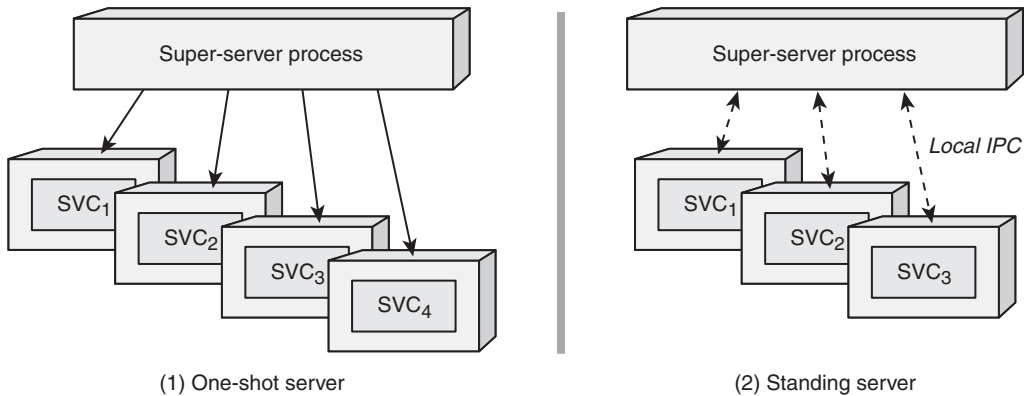 Super-server process
SVC1
SVC2
SVC3
SVC4
(1) One-shot server
Super-server process
Local IPC
SVC1
SVC2
SVC3
(2) Standing server